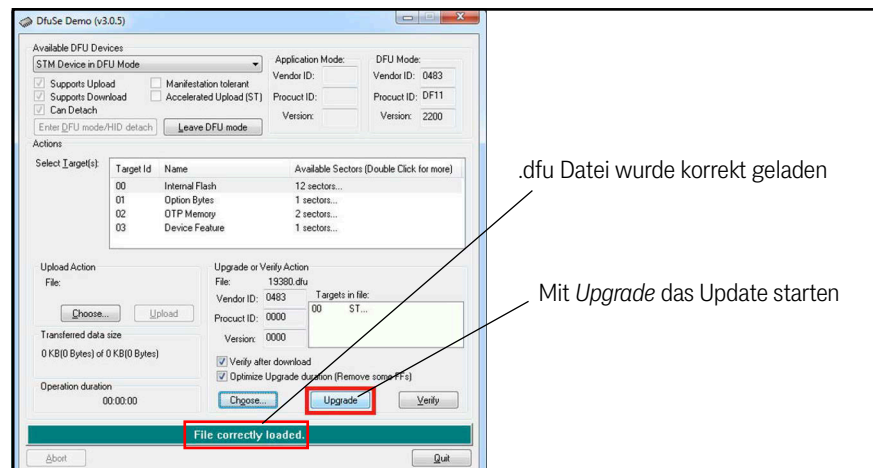 DfuSe Demo (v3.0.5)
Available DFU Devices
STM Device in DFU Mode
Supports Upload
Manifestation tolerant
Supports Download
Accelerated Upload (ST)
Can Detach
Enter DFU mode/HID detach
Leave DFU mode
Application Mode:
Vendor ID:
Procuct ID:
Version:
DFU Mode:
Vendor ID: 0483
Procuct ID: DF11
Version: 2200
Actions
Select Target(s):
Target Id Name Available Sectors (Double Click for more)
00 Internal Flash 12 sectors...
01 Option Bytes 1 sectors...
02 OTP Memory 2 sectors...
03 Device Feature 1 sectors...
Upload Action
File:
Choose...
Upload
Transferred data size
0 KB(0 Bytes) of 0 KB(0 Bytes)
Operation duration
00:00:00
Upgrade or Verify Action
File: 19380.dfu
Vendor ID: 0483
Procuct ID: 0000
Version: 0000
Targets in file:
00 ST...
Verify after download
Optimize Upgrade duration (Remove some FFs)
Choose...
Upgrade
Verify
File correctly loaded.
Abort
Quit
.dfu Datei wurde korrekt geladen
Mit Upgrade das Update starten